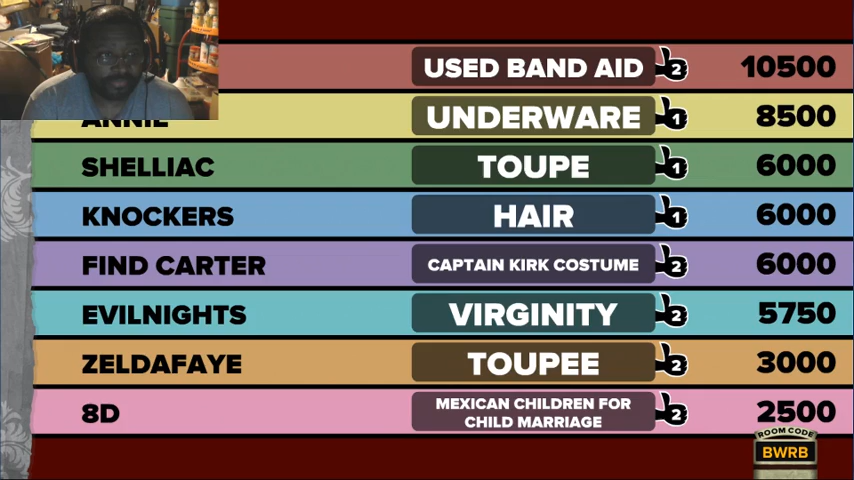 USED BAND AID 2 10500
ANNIE UNDERWARE 1 8500
SHELLIAC TOUPE 1 6000
KNOCKERS HAIR 1 6000
FIND CARTER CAPTAIN KIRK COSTUME 2 6000
EVILNIGHTS VIRGINITY 2 5750
ZELDAFAYE TOUPEE 2 3000
8D MEXICAN CHILDREN FOR
CHILD MARRIAGE 2 2500
ROOM CODE
BWRB